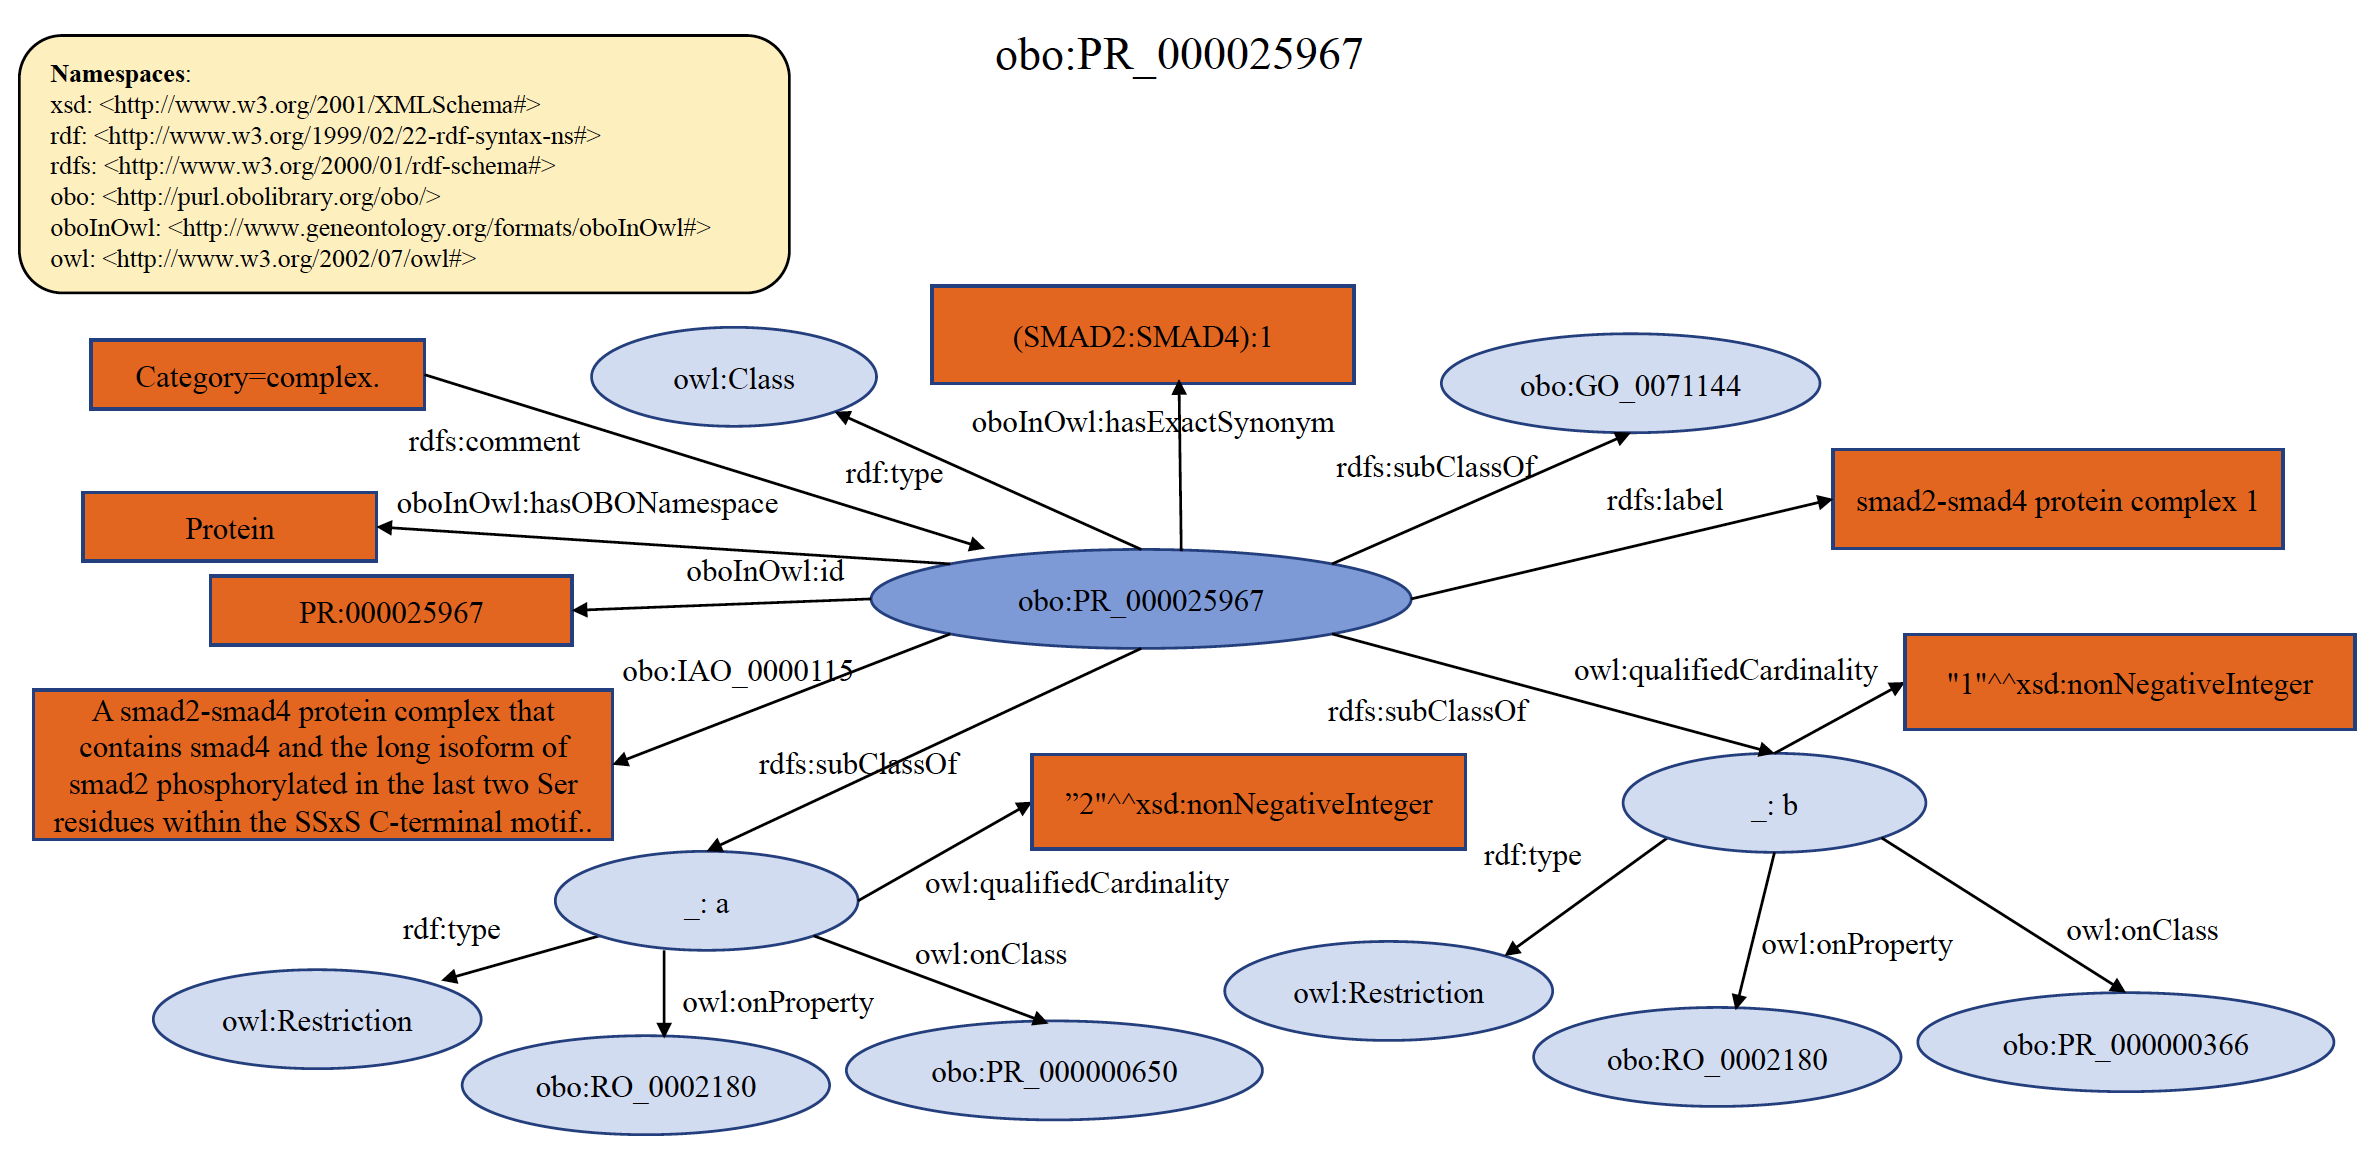 obo:PR_000025967
Namespaces:
xsd: <http://www.w3.org/2001/XMLSchema#>
rdf: <http://www.w3.org/1999/02/22-rdf-syntax-ns#>
rdfs: <http://www.w3.org/2000/01/rdf-schema#>
obo: <http://purl.obolibrary.org/obo/>
oboInOwl: <http://www.geneontology.org/formats/oboInOwl#>
owl: <http://www.w3.org/2002/07/owl#>
(SMAD2:SMAD4):1
Category=complex.
owl:Class
obo:GO_0071144
oboInOwl:hasExactSynonym
rdfs:comment
rdf:type
rdfs:subClassOf
rdfs:label
smad2-smad4 protein complex 1
oboInOwl:hasOBONamespace
Protein
oboInOwl:id
PR:000025967
obo:PR_000025967
obo:IAO_0000115
owl:qualifiedCardinality
"1"^^xsd:nonNegativeInteger
A smad2-smad4 protein complex that
contains smad4 and the long isoform of
smad2 phosphorylated in the last two Ser
residues within the SSxS C-terminal motif..
rdfs:subClassOf
rdfs:subClassOf
”2"^^xsd:nonNegativeInteger
_: b
rdf:type
owl:qualifiedCardinality
_: a
rdf:type
owl:onClass
owl:onProperty
owl:onClass
owl:onProperty
owl:Restriction
owl:Restriction
obo:RO_0002180
obo:PR_000000650
obo:RO_0002180
obo:PR_000000366